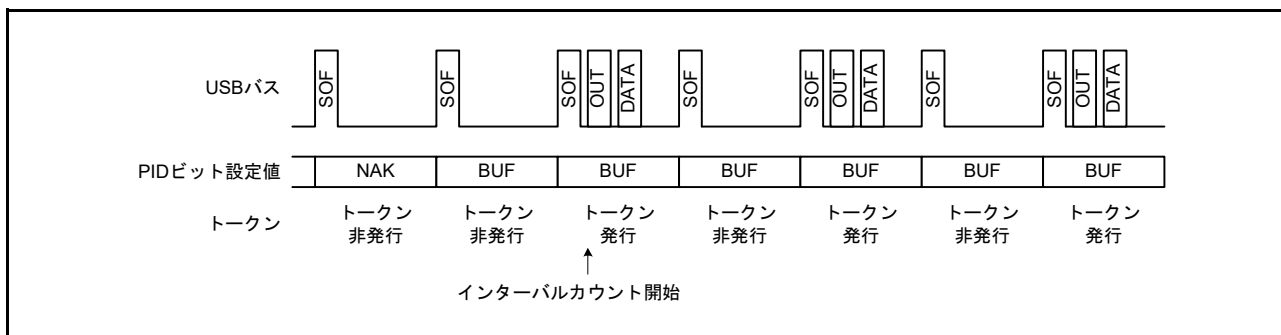 USBバス
SOF SOF SOF OUT DATA SOF SOF OUT DATA SOF SOF OUT DATA
PIDビット設定値 NAK BUF BUF BUF BUF BUF BUF
トークン トークン非発行 トークン非発行 トークン発行 トークン非発行 トークン発行 トークン非発行 トークン発行
インターバルカウント開始